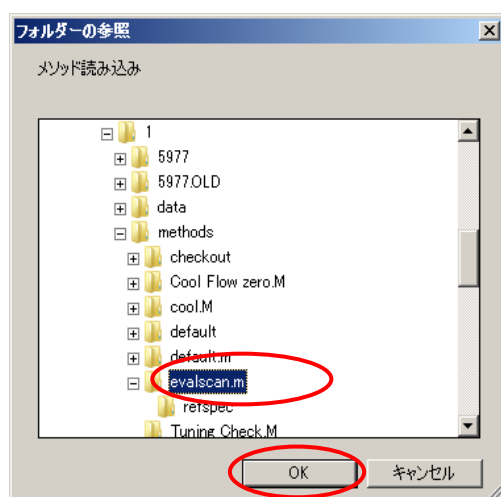 フォルダーの参照
メソッド読み込み
1
5977
5977.OLD
data
methods
checkout
Cool Flow zero.M
cool.M
default
default.m
evalscan.m
refspec
Tuning Check.M
OK
キャンセル